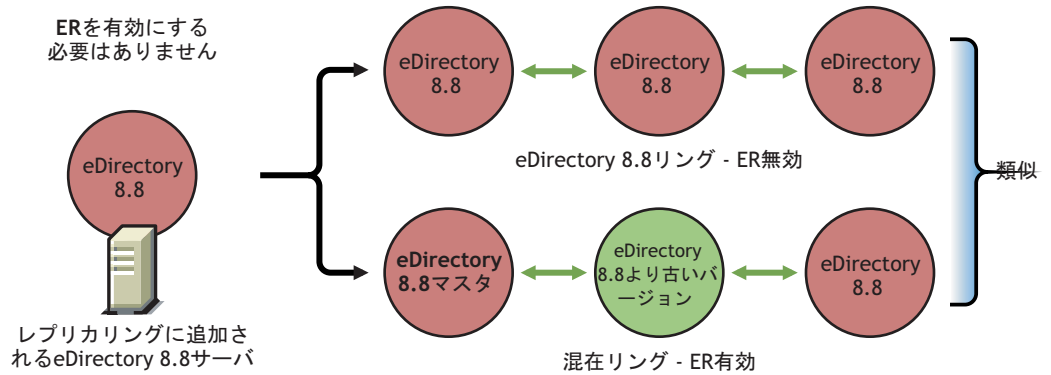 ERを有効にする
必要はありません
eDirectory
8.8
レプリカリングに追加さ
れるeDirectory 8.8サーバ
eDirectory
8.8
eDirectory
8.8
eDirectory
8.8
eDirectory 8.8リング - ER無効
eDirectory
8.8マスタ
eDirectory
8.8より古いバ
ージョン
eDirectory
8.8
混在リング - ER有効
類似